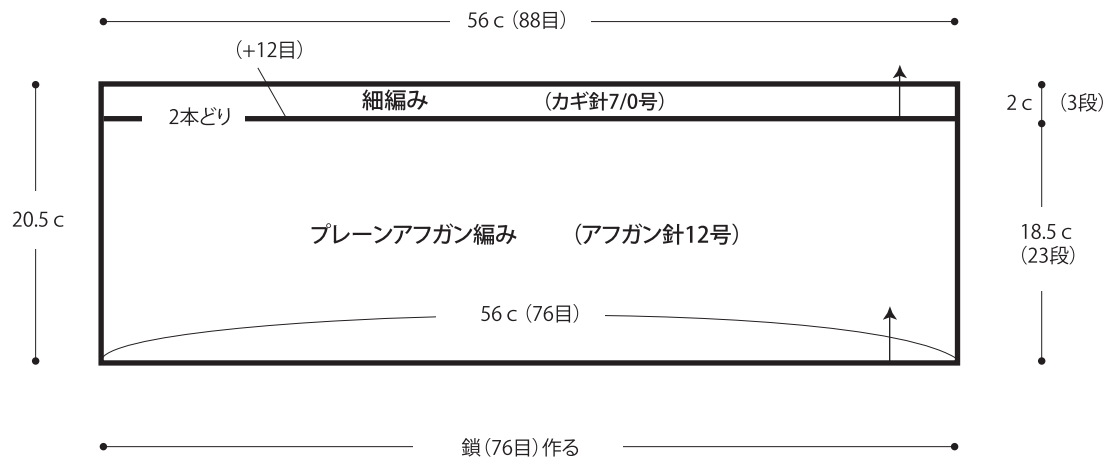 56 c（88目）
（+12目）
細編み （カギ針7/0号）
2本どり
2 c （3段）
20.5 c
プレーンアフガン編み （アフガン針12号）
18.5 c
（23段）
56 c（76目）
鎖（76目）作る